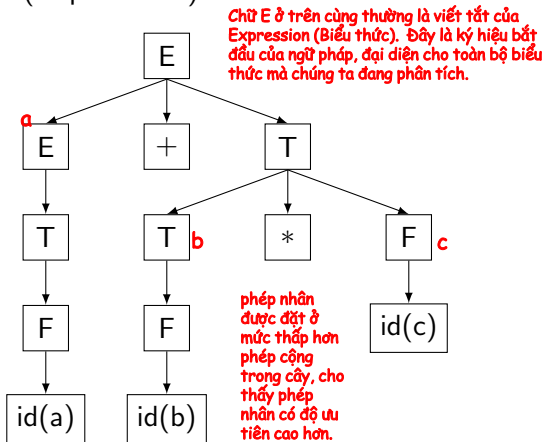 Chữ E ở trên cùng thường là viết tắt của
Expression (Biểu thức). Đây là ký hiệu bắt
đầu của ngữ pháp, đại diện cho toàn bộ biểu
thức mà chúng ta đang phân tích.
E
a
E + T
T T b * F c
F F
phép nhân
được đặt ở
mức thấp hơn
phép cộng
trong cây, cho
thấy phép
nhân có độ ưu
tiên cao hơn.
id(c)
id(a) id(b)